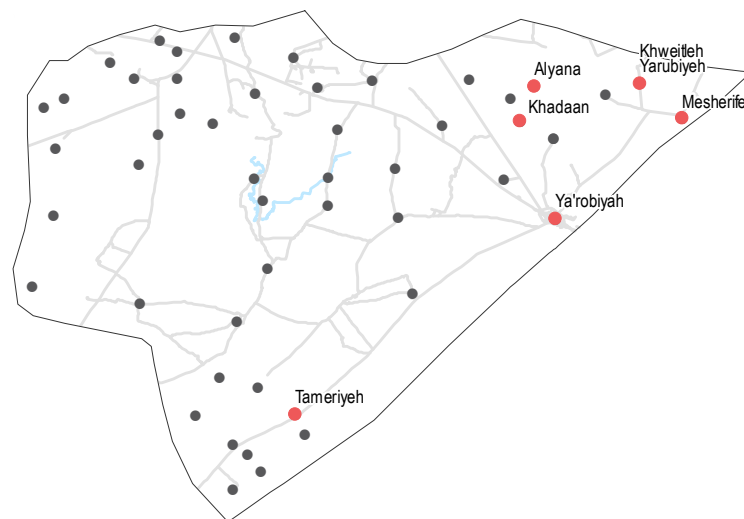 Khweitleh
Yarubiyeh
Alyana
Mesherife
Khadaan
Ya'robiyah
Tameriyeh